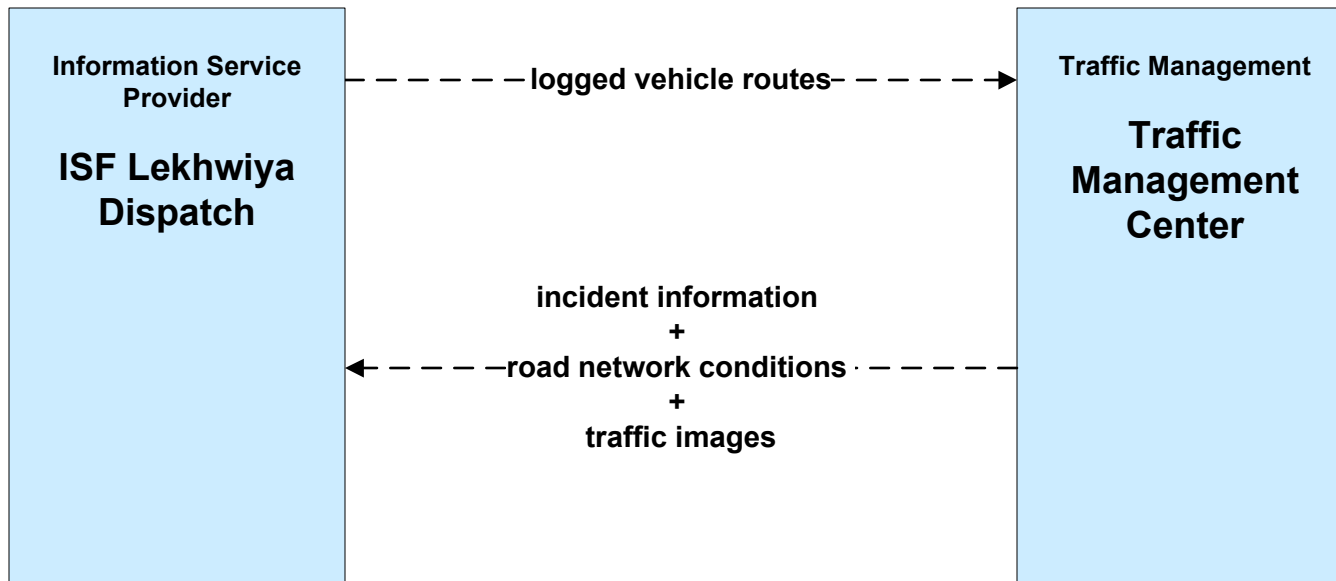 Information Service
Provider
ISF Lekhwiya
Dispatch
logged vehicle routes
Traffic Management
Traffic
Management
Center
incident information
+
road network conditions
+
traffic images